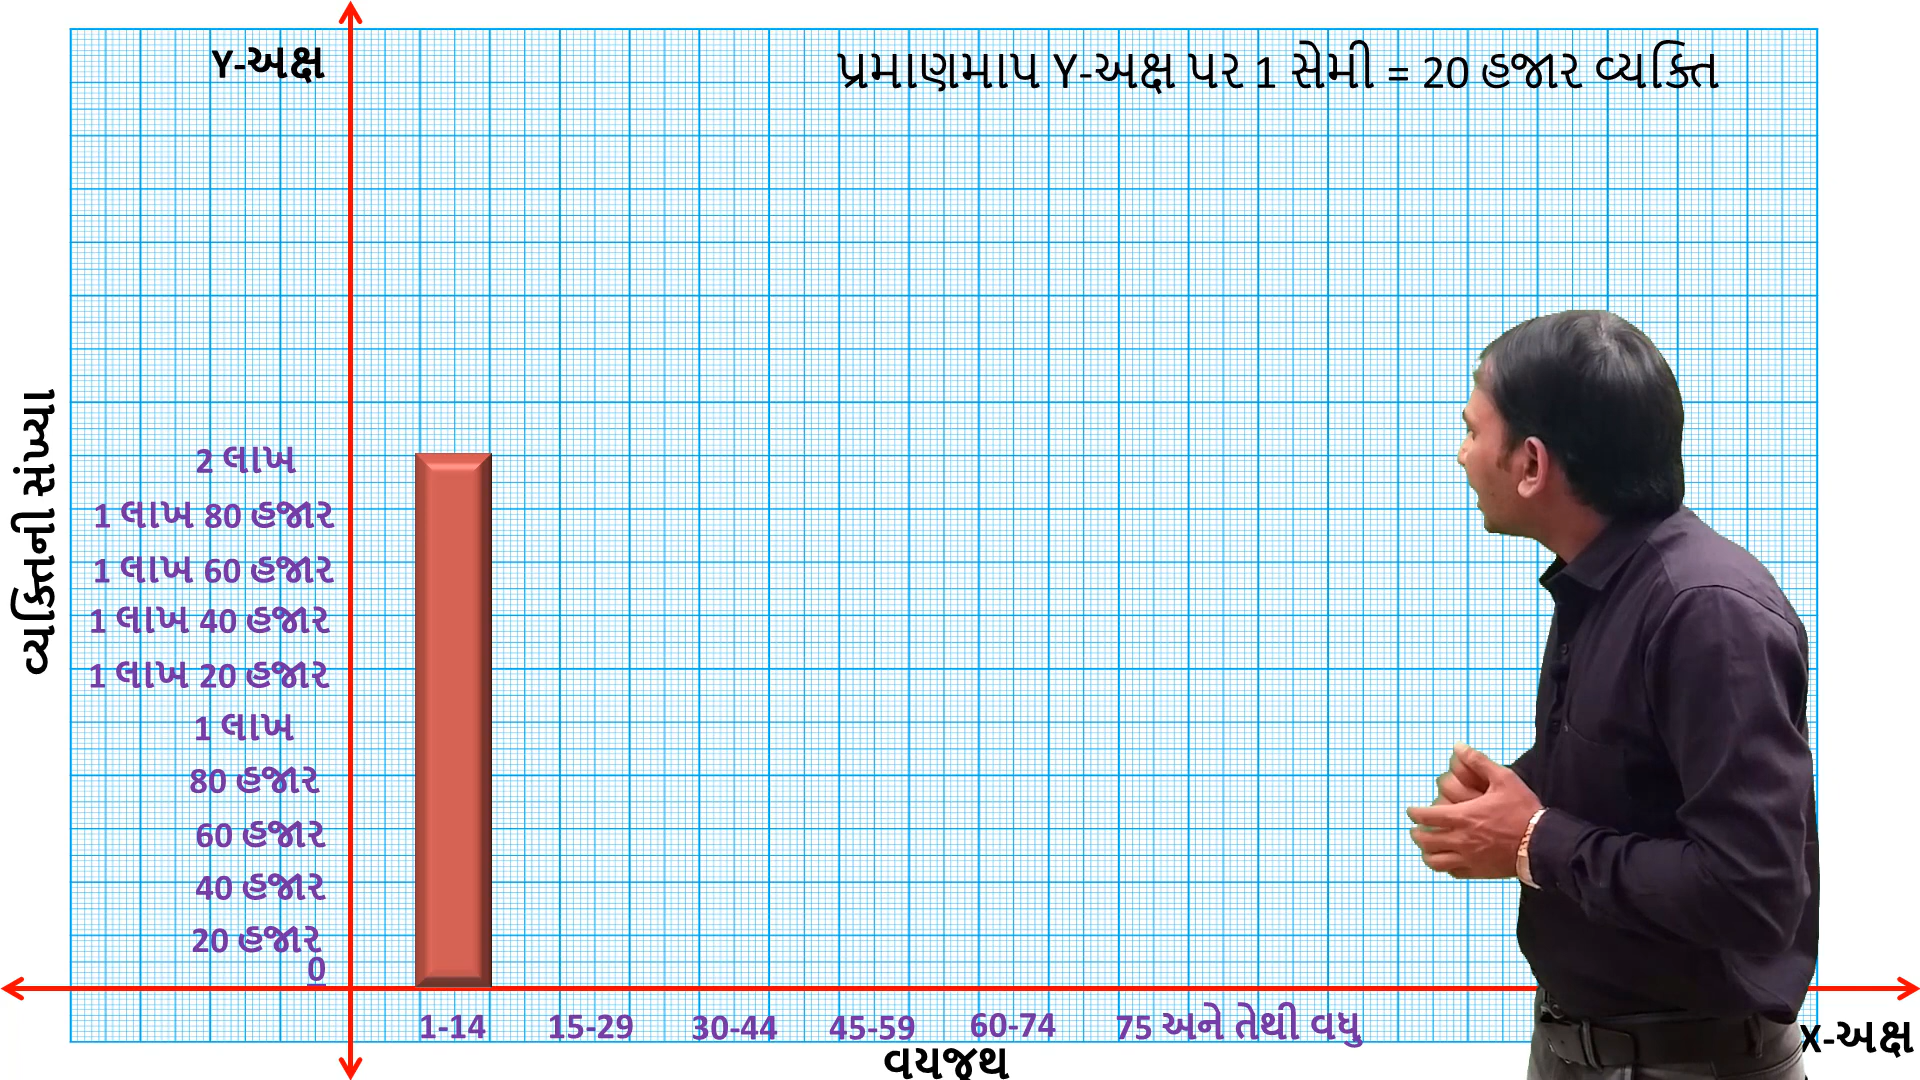 Y-અક્ષ
પ્રમાણમાપ Y-અક્ષ પર 1 સેમી = 20 હજાર વ્યક્તિ
વ્યક્તિની સંખ્યા
2 લાખ
1 લાખ 80 હજાર
1 લાખ 60 હજાર
1 લાખ 40 હજાર
1 લાખ 20 હજાર
1 લાખ
80 હજાર
60 હજાર
40 હજાર
20 હજાર
0
1-14 15-29 30-44 45-59 60-74 75 અને તેથી વધુ
X-અક્ષ
વયજૂથ